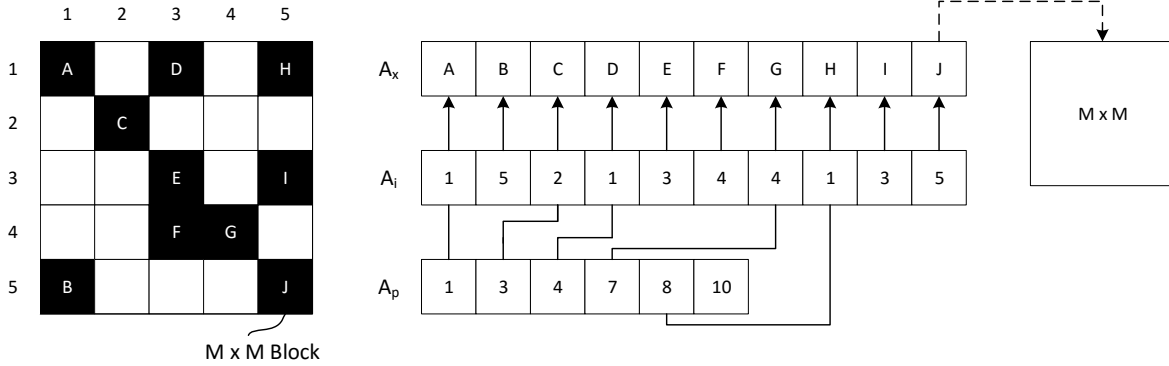 1 2 3 4 5
1 A D H
2 C
3 E I
4 F G
5 B J
M x M Block
Aₓ A B C D E F G H I J
Aᵢ 1 5 2 1 3 4 4 1 3 5
Aₚ 1 3 4 7 8 10
M x M